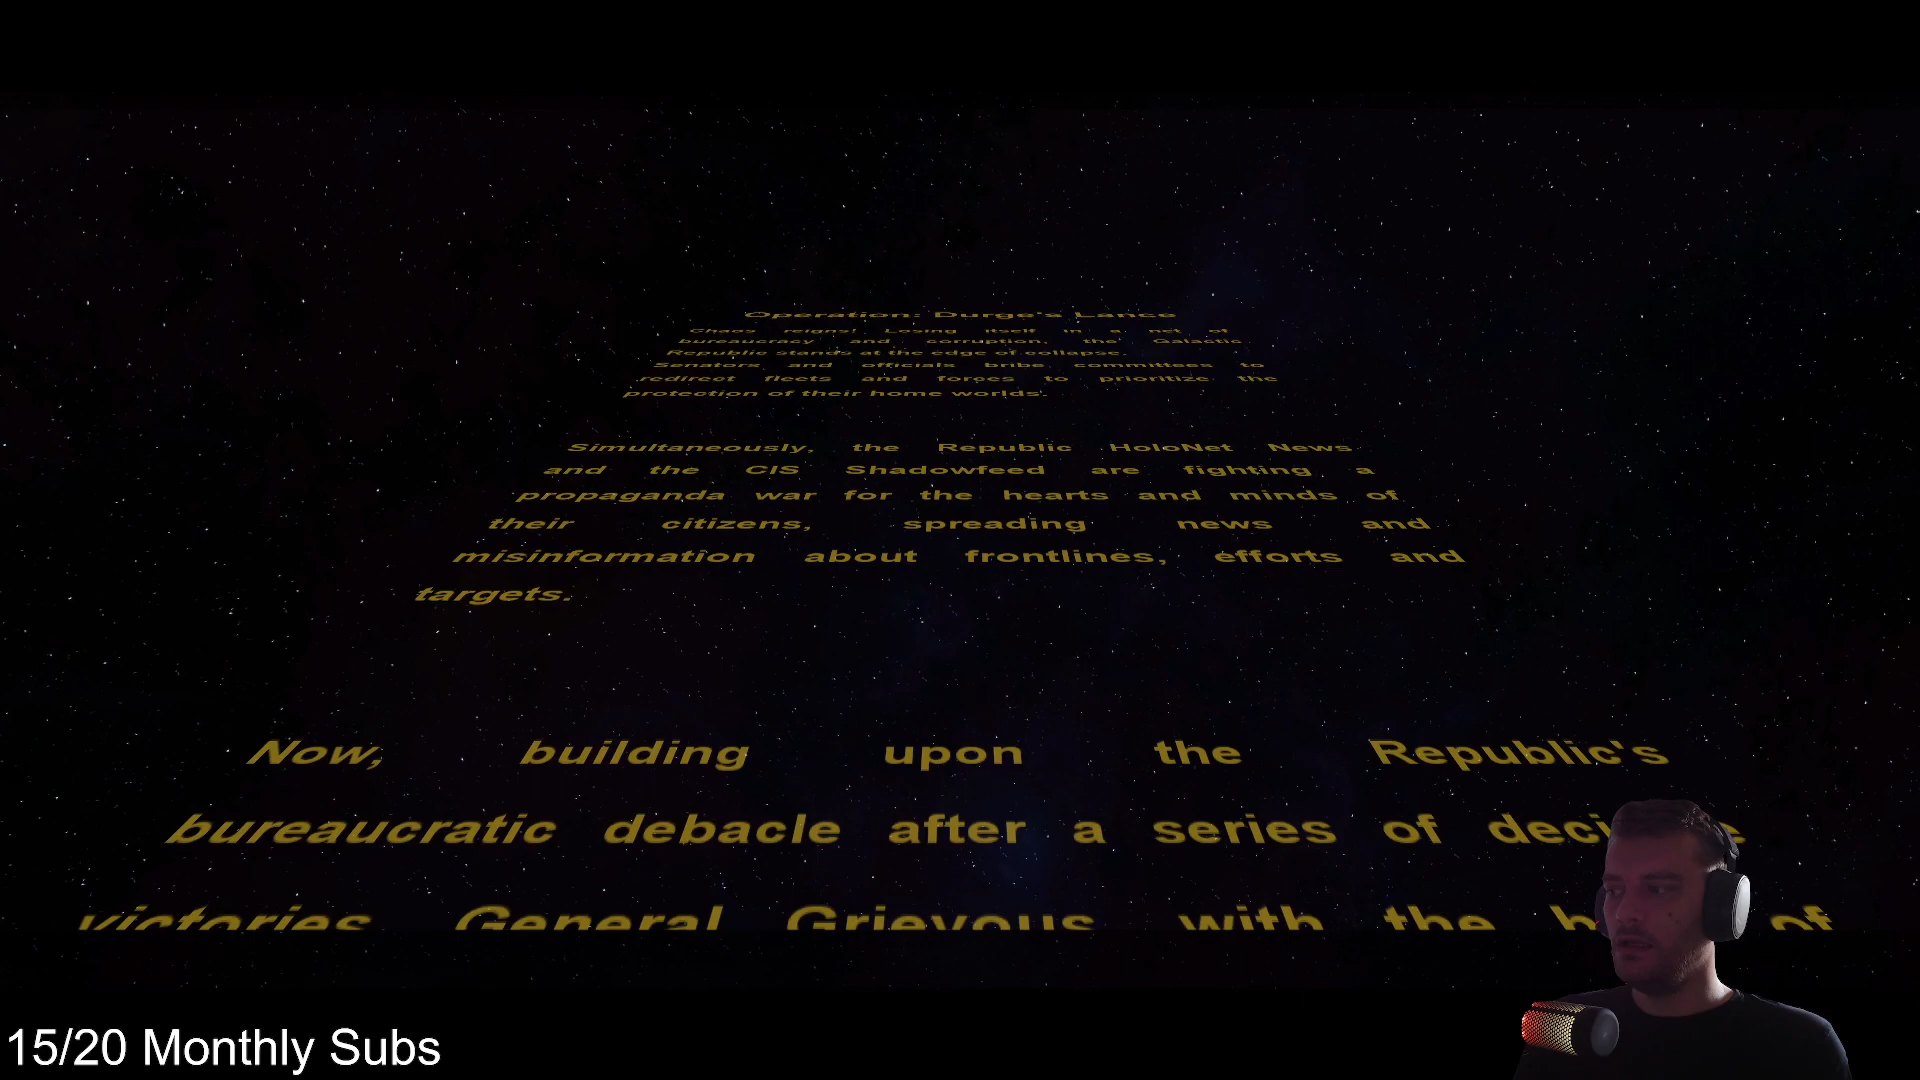 Operation: Durge's Lance
Chaos reigns! Losing itself in a net of
bureaucracy and corruption, the Galactic
Republic stands at the edge of collapse.
Senators and officials bribe committees to
redirect fleets and forces to prioritize the
protection of their home worlds.
Simultaneously, the Republic HoloNet News
and the CIS Shadowfeed are fighting a
propaganda war for the hearts and minds of
their citizens, spreading news and
misinformation about frontlines, efforts and
targets.
Now, building upon the Republic's
bureaucratic debacle after a series of
victories General Grievous with the of
15/20 Monthly Subs